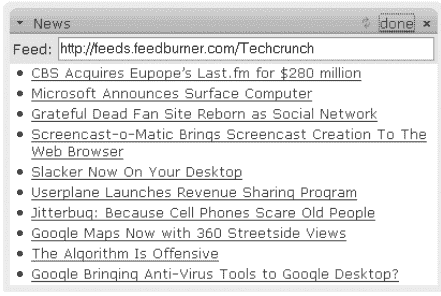 News done ×
Feed: http://feeds.feedburner.com/Techcrunch
CBS Acquires Eupope's Last.fm for $280 million
Microsoft Announces Surface Computer
Grateful Dead Fan Site Reborn as Social Network
Screencast-o-Matic Brings Screencast Creation To The
Web Browser
Slacker Now On Your Desktop
Userplane Launches Revenue Sharing Program
Jitterbug: Because Cell Phones Scare Old People
Google Maps Now with 360 Streetside Views
The Algorithm Is Offensive
Google Bringing Anti-Virus Tools to Google Desktop?